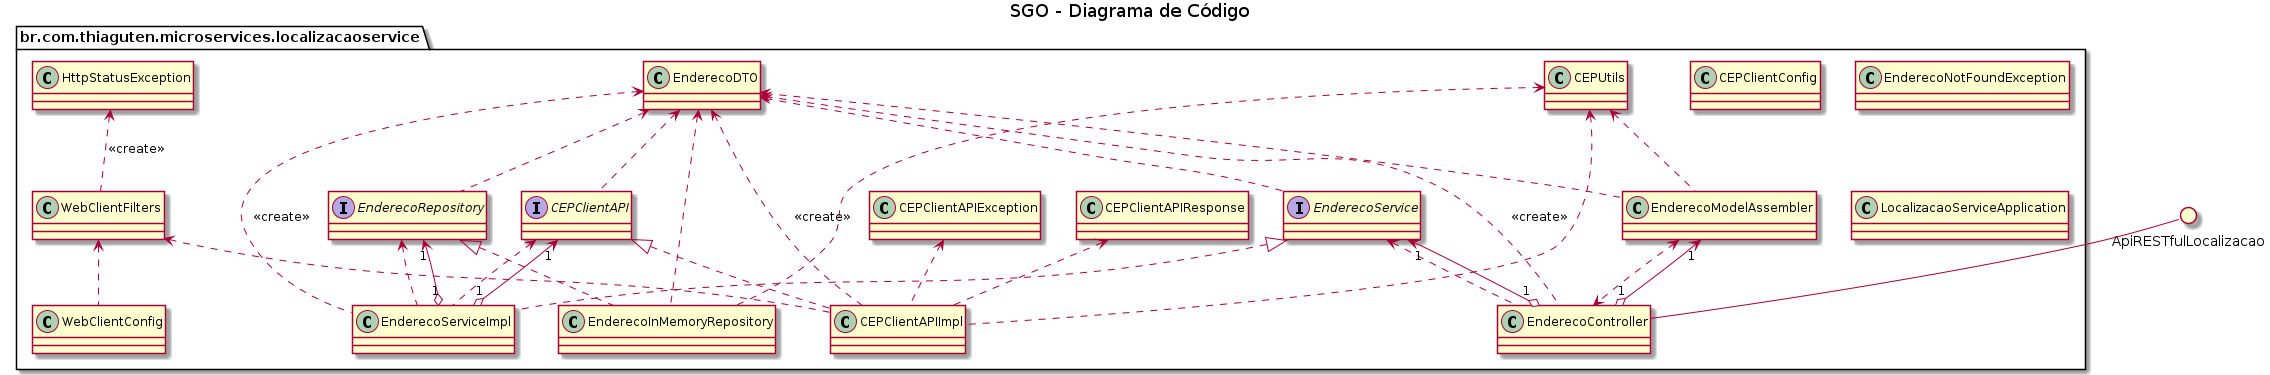 SGO - Diagrama de Código
br.com.thiaguten.microservices.localizacaoservice
C HttpStatusException
C EnderecoDTO
C CEPUtils
C CEPClientConfig
C EnderecoNotFoundException
«create»
C WebClientFilters
I EnderecoRepository
I CEPClientAPI
C CEPClientAPIException
C CEPClientAPIResponse
I EnderecoService
C EnderecoModelAssembler
C LocalizacaoServiceApplication
«create»
«create»
«create»
ApiRESTfulLocalizacao
1
1
1
1
1
1
1
1
C WebClientConfig
C EnderecoServiceImpl
C EnderecoInMemoryRepository
C CEPClientAPIImpl
C EnderecoController